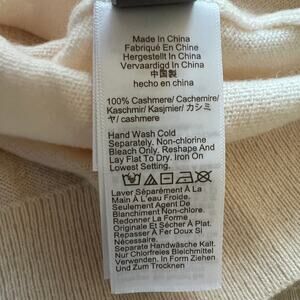 Made In China
Fabriqué En Chine
Hergestellt In China
Vervaardigd In China
中国製
hecho en china
100% Cashmere/ Cachemire/
Kaschmir/ Kasjmier/ カシミ
ヤ/ cashmere
Hand Wash Cold
Separately. Non-chlorine
Bleach Only. Reshape And
Lay Flat To Dry. Iron On
Lowest Setting.
Laver Séparément À La
Main À L'eau Froide.
Seulement Agent De
Blanchiment Non-chlore.
Redonner La Forme
Originale Et Sécher À Plat.
Repasser À Fer Doux Si
Nécessaire.
Separate Handwäsche Kalt.
Nur Chlorfreies Bleichmittel
Verwenden. In Form Ziehen
Und Zum Trocknen